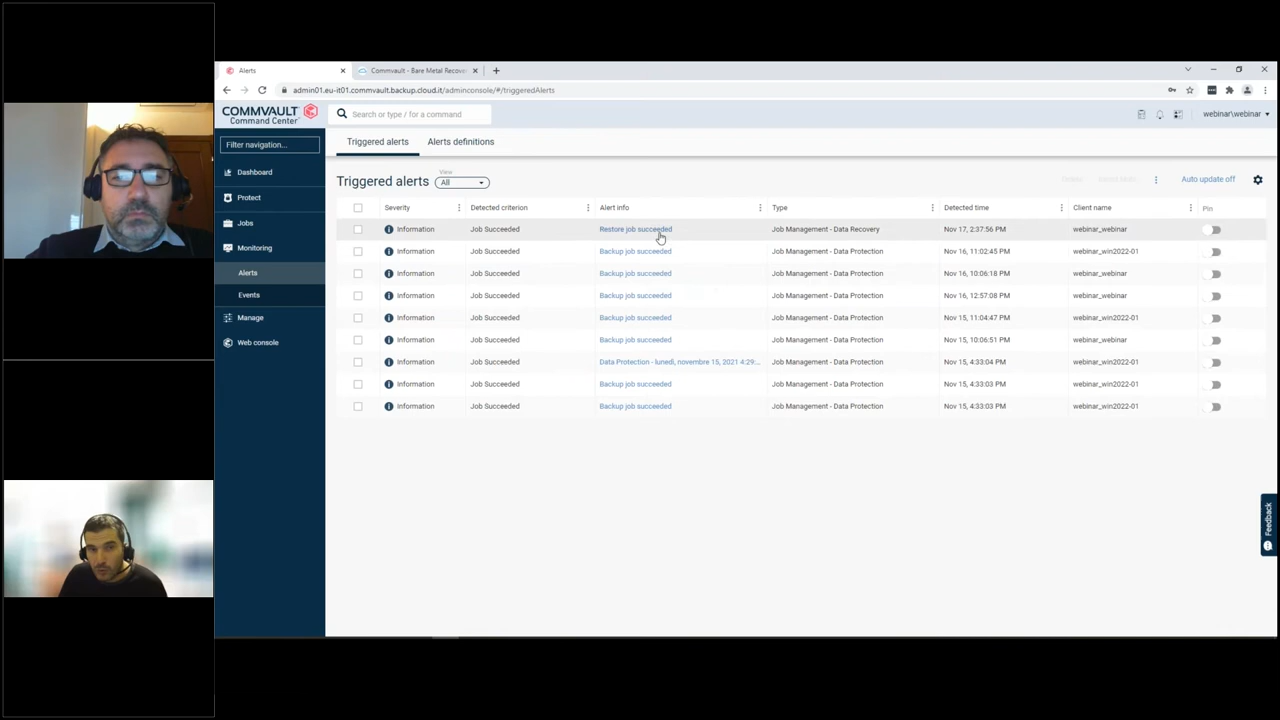 Alerts
Commvault - Bare Metal Recove
admin01.eu-it01.commvault.backup.cloud.it/adminconsole/#/triggeredAlerts
COMMVAULT
Command Center
Search or type / for a command
webinar\webinar
Filter navigation...
Dashboard
Protect
Jobs
Monitoring
Alerts
Events
Manage
Web console
Triggered alerts Alerts definitions
Triggered alerts
View
All
Auto update off
Severity Detected criterion Alert info Type Detected time Client name Pin
Information Job Succeeded Restore job succeeded Job Management - Data Recovery Nov 17, 2:37:56 PM webinar_webinar
Information Job Succeeded Backup job succeeded Job Management - Data Protection Nov 16, 11:02:45 PM webinar_win2022-01
Information Job Succeeded Backup job succeeded Job Management - Data Protection Nov 16, 10:06:18 PM webinar_webinar
Information Job Succeeded Backup job succeeded Job Management - Data Protection Nov 16, 12:57:08 PM webinar_webinar
Information Job Succeeded Backup job succeeded Job Management - Data Protection Nov 15, 11:04:47 PM webinar_win2022-01
Information Job Succeeded Backup job succeeded Job Management - Data Protection Nov 15, 10:06:51 PM webinar_webinar
Information Job Succeeded Data Protection - lunedì, novembre 15, 2021 4:29:... Job Management - Data Protection Nov 15, 4:33:04 PM webinar_win2022-01
Information Job Succeeded Backup job succeeded Job Management - Data Protection Nov 15, 4:33:03 PM webinar_win2022-01
Information Job Succeeded Backup job succeeded Job Management - Data Protection Nov 15, 4:33:03 PM webinar_win2022-01
Feedback